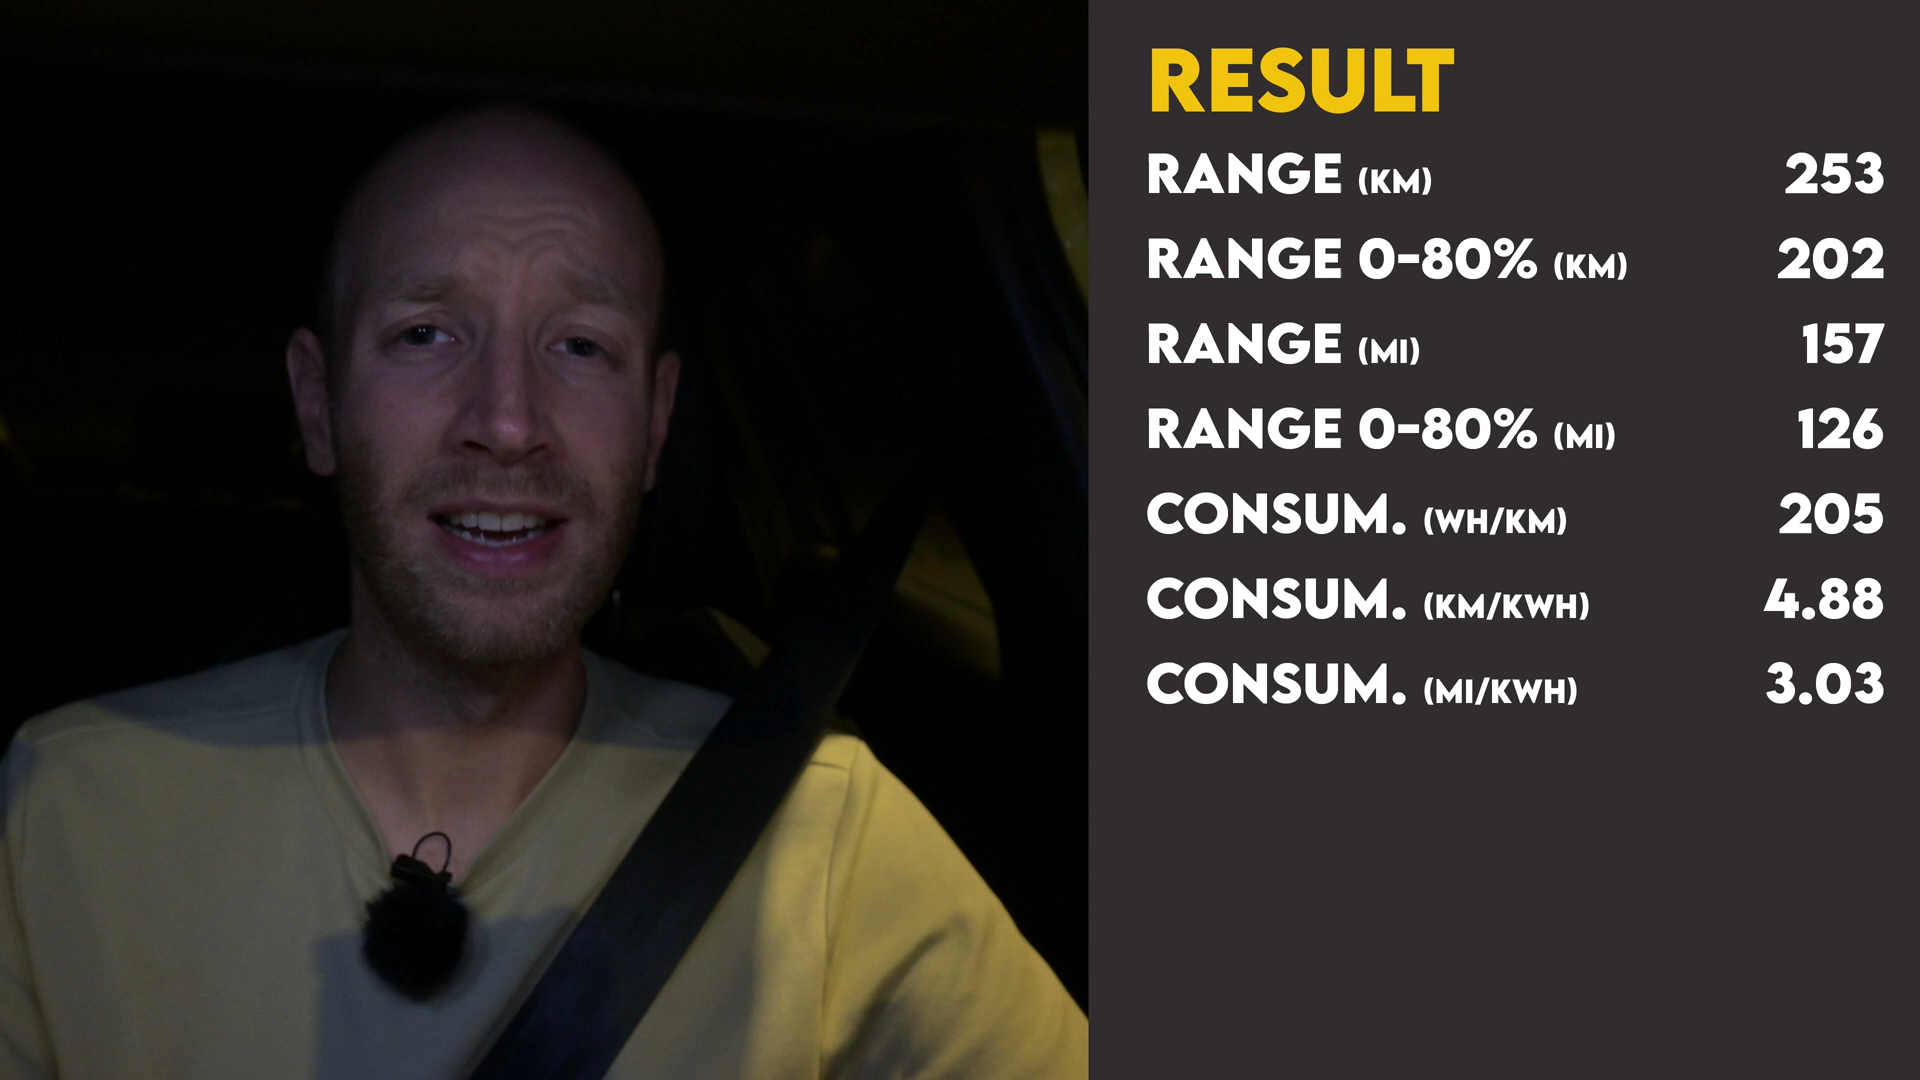 RESULT
RANGE (KM) 253
RANGE 0-80% (KM) 202
RANGE (MI) 157
RANGE 0-80% (MI) 126
CONSUM. (WH/KM) 205
CONSUM. (KM/KWH) 4.88
CONSUM. (MI/KWH) 3.03